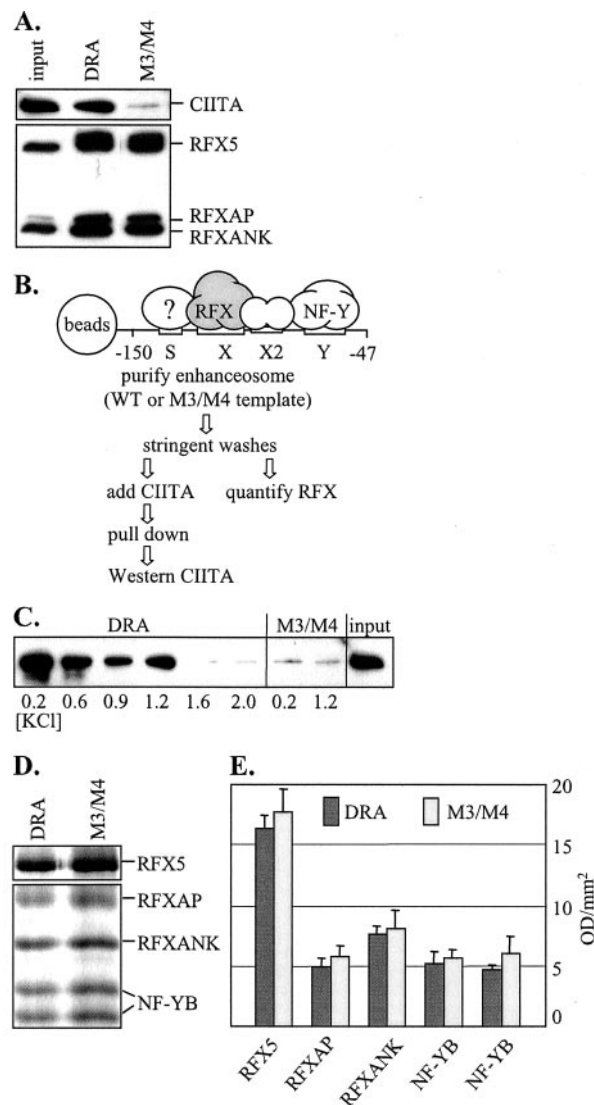 A.
input DRA M3/M4
CIITA
RFX5
RFXAP
RFXANK
B.
beads ? RFX NF-Y
-150 S X X2 Y -47
purify enhanceosome
(WT or M3/M4 template)
stringent washes
add CIITA quantify RFX
pull down
Western CIITA
C.
DRA M3/M4 input
0.2 0.6 0.9 1.2 1.6 2.0 0.2 1.2
[KCl]
D.
DRA M3/M4
RFX5
RFXAP
RFXANK
NF-YB
E.
DRA M3/M4
20
15
10
5
0
OD/mm²
RFX5 RFXAP RFXANK NF-YB NF-YB